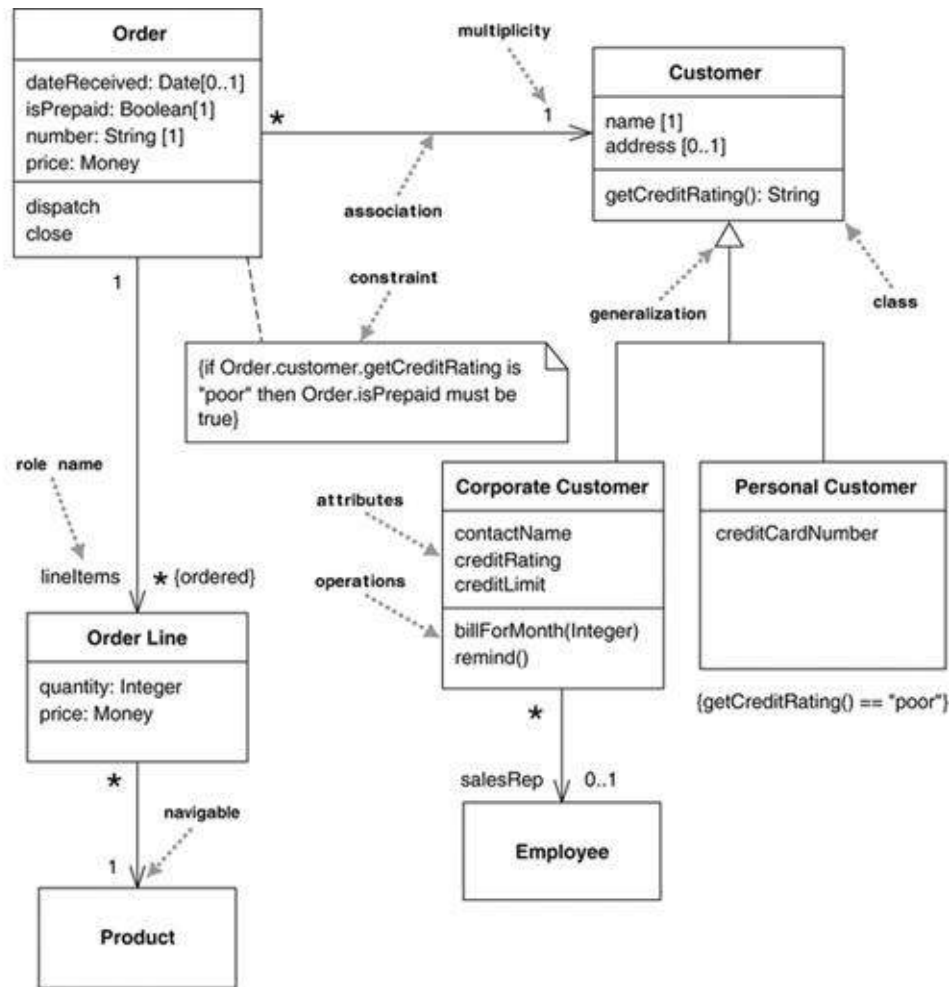 Order
dateReceived: Date[0..1]
isPrepaid: Boolean[1]
number: String [1]
price: Money
dispatch
close
*
multiplicity
1
association
Customer
name [1]
address [0..1]
getCreditRating(): String
1
constraint
generalization
class
{if Order.customer.getCreditRating is
"poor" then Order.isPrepaid must be
true}
role name
lineItems
* {ordered}
attributes
operations
Corporate Customer
contactName
creditRating
creditLimit
billForMonth(Integer)
remind()
Personal Customer
creditCardNumber
{getCreditRating() == "poor"}
Order Line
quantity: Integer
price: Money
*
navigable
1
Product
*
salesRep
0..1
Employee